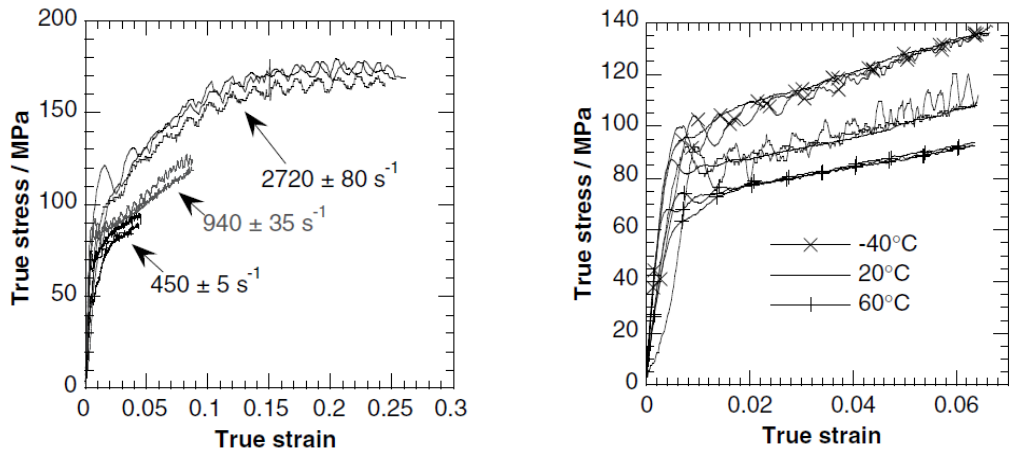 200
150
100
50
0
0
0.05
0.1
0.15
0.2
0.25
0.3
True strain
True stress / MPa
2720 ± 80 s⁻¹
940 ± 35 s⁻¹
450 ± 5 s⁻¹
140
120
100
80
60
40
20
0
0
0.02
0.04
0.06
True strain
True stress / MPa
-40°C
20°C
60°C